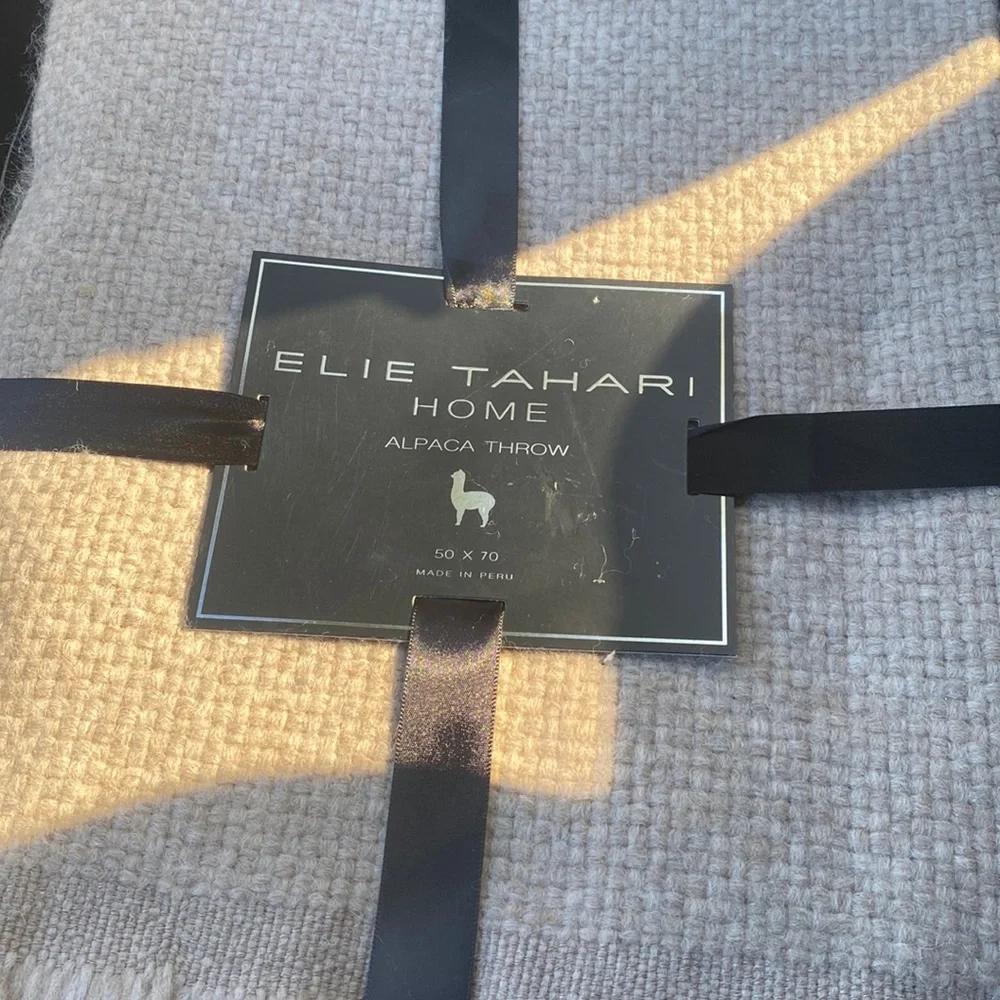 ELIE TAHARI
HOME
ALPACA THROW
50 X 70
MADE IN PERU